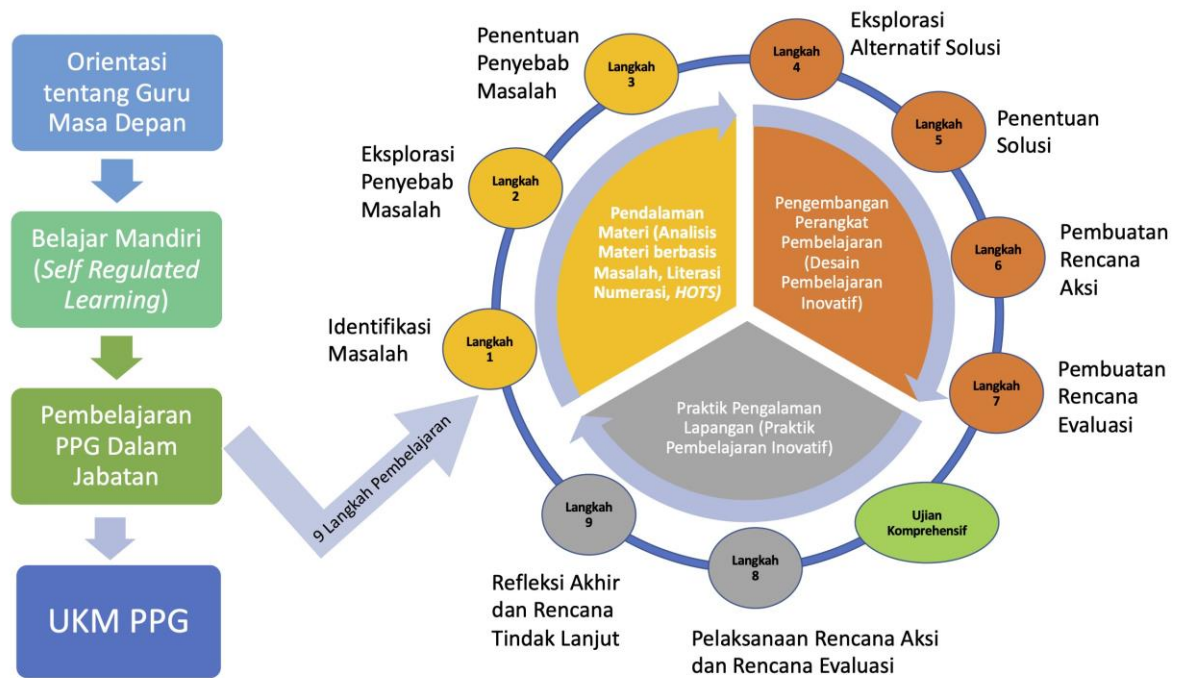 Orientasi
tentang Guru
Masa Depan
Belajar Mandiri
(Self Regulated
Learning)
Pembelajaran
PPG Dalam
Jabatan
UKM PPG
9 Langkah Pembelajaran
Identifikasi
Masalah
Langkah
1
Eksplorasi
Penyebab
Masalah
Langkah
2
Penentuan
Penyebab
Masalah
Langkah
3
Langkah
4
Eksplorasi
Alternatif Solusi
Langkah
5
Penentuan
Solusi
Langkah
6
Pembuatan
Rencana
Aksi
Langkah
7
Pembuatan
Rencana
Evaluasi
Ujian
Komprehensif
Langkah
8
Pelaksanaan Rencana Aksi
dan Rencana Evaluasi
Langkah
9
Refleksi Akhir
dan Rencana
Tindak Lanjut
Pendalaman
Materi (Analisis
Materi berbasis
Masalah, Literasi
Numerasi, HOTS)
Pengembangan
Perangkat
Pembelajaran
(Desain
Pembelajaran
Inovatif)
Praktik Pengalaman
Lapangan (Praktik
Pembelajaran Inovatif)